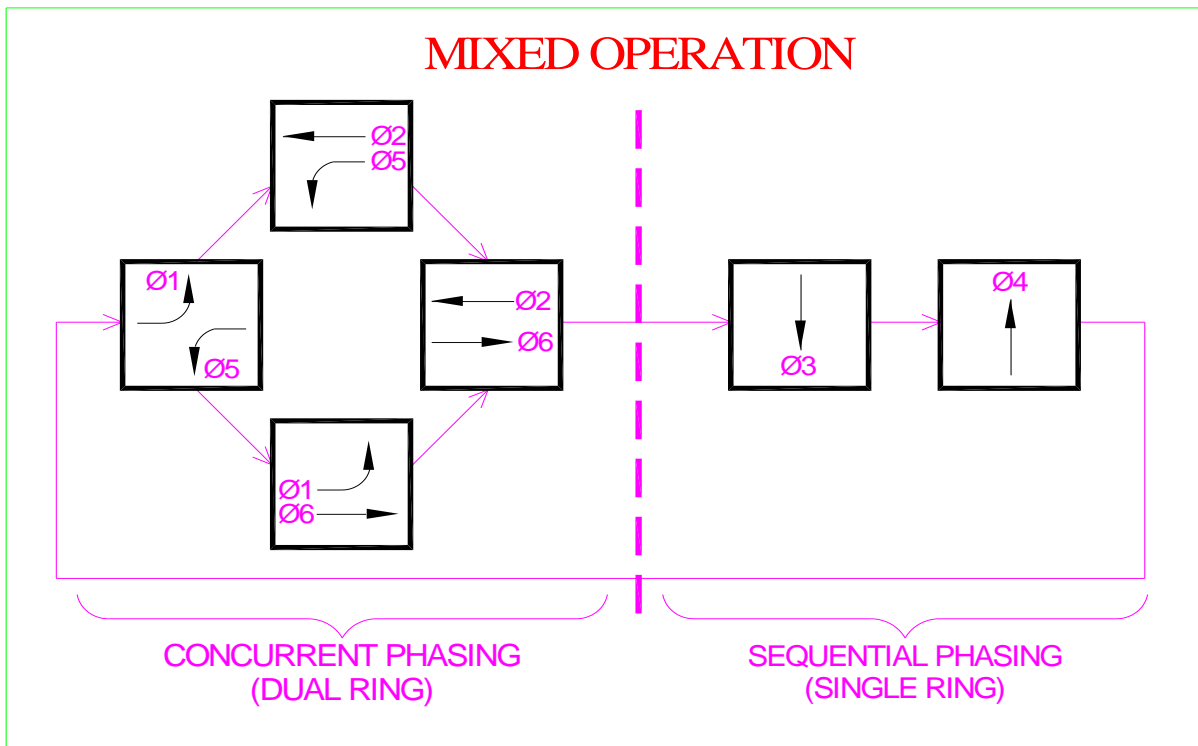 MIXED OPERATION
Ø2
Ø5
Ø1
Ø5
Ø2
Ø6
Ø1
Ø6
Ø3
Ø4
CONCURRENT PHASING
(DUAL RING)
SEQUENTIAL PHASING
(SINGLE RING)